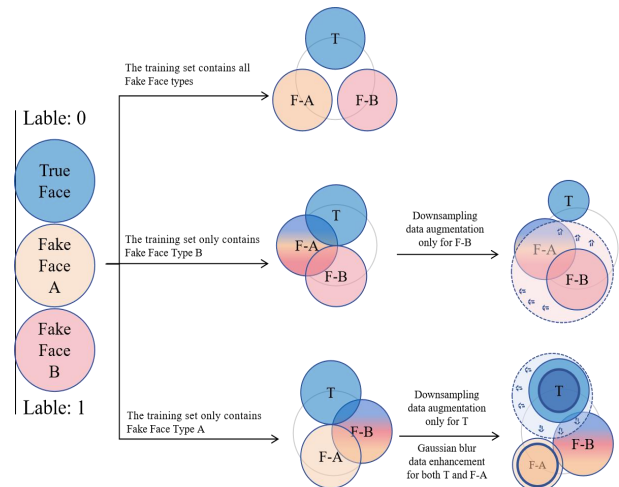 Lable: 0
True
Face
Fake
Face
A
Fake
Face
B
Lable: 1
The training set contains all
Fake Face types
T
F-A
F-B
The training set only contains
Fake Face Type B
T
F-A
F-B
Downsampling
data augmentation
only for F-B
T
F-A
F-B
The training set only contains
Fake Face Type A
T
F-B
F-A
Downsampling
data augmentation
only for T
Gaussian blur
data enhancement
for both T and F-A
T
F-B
F-A